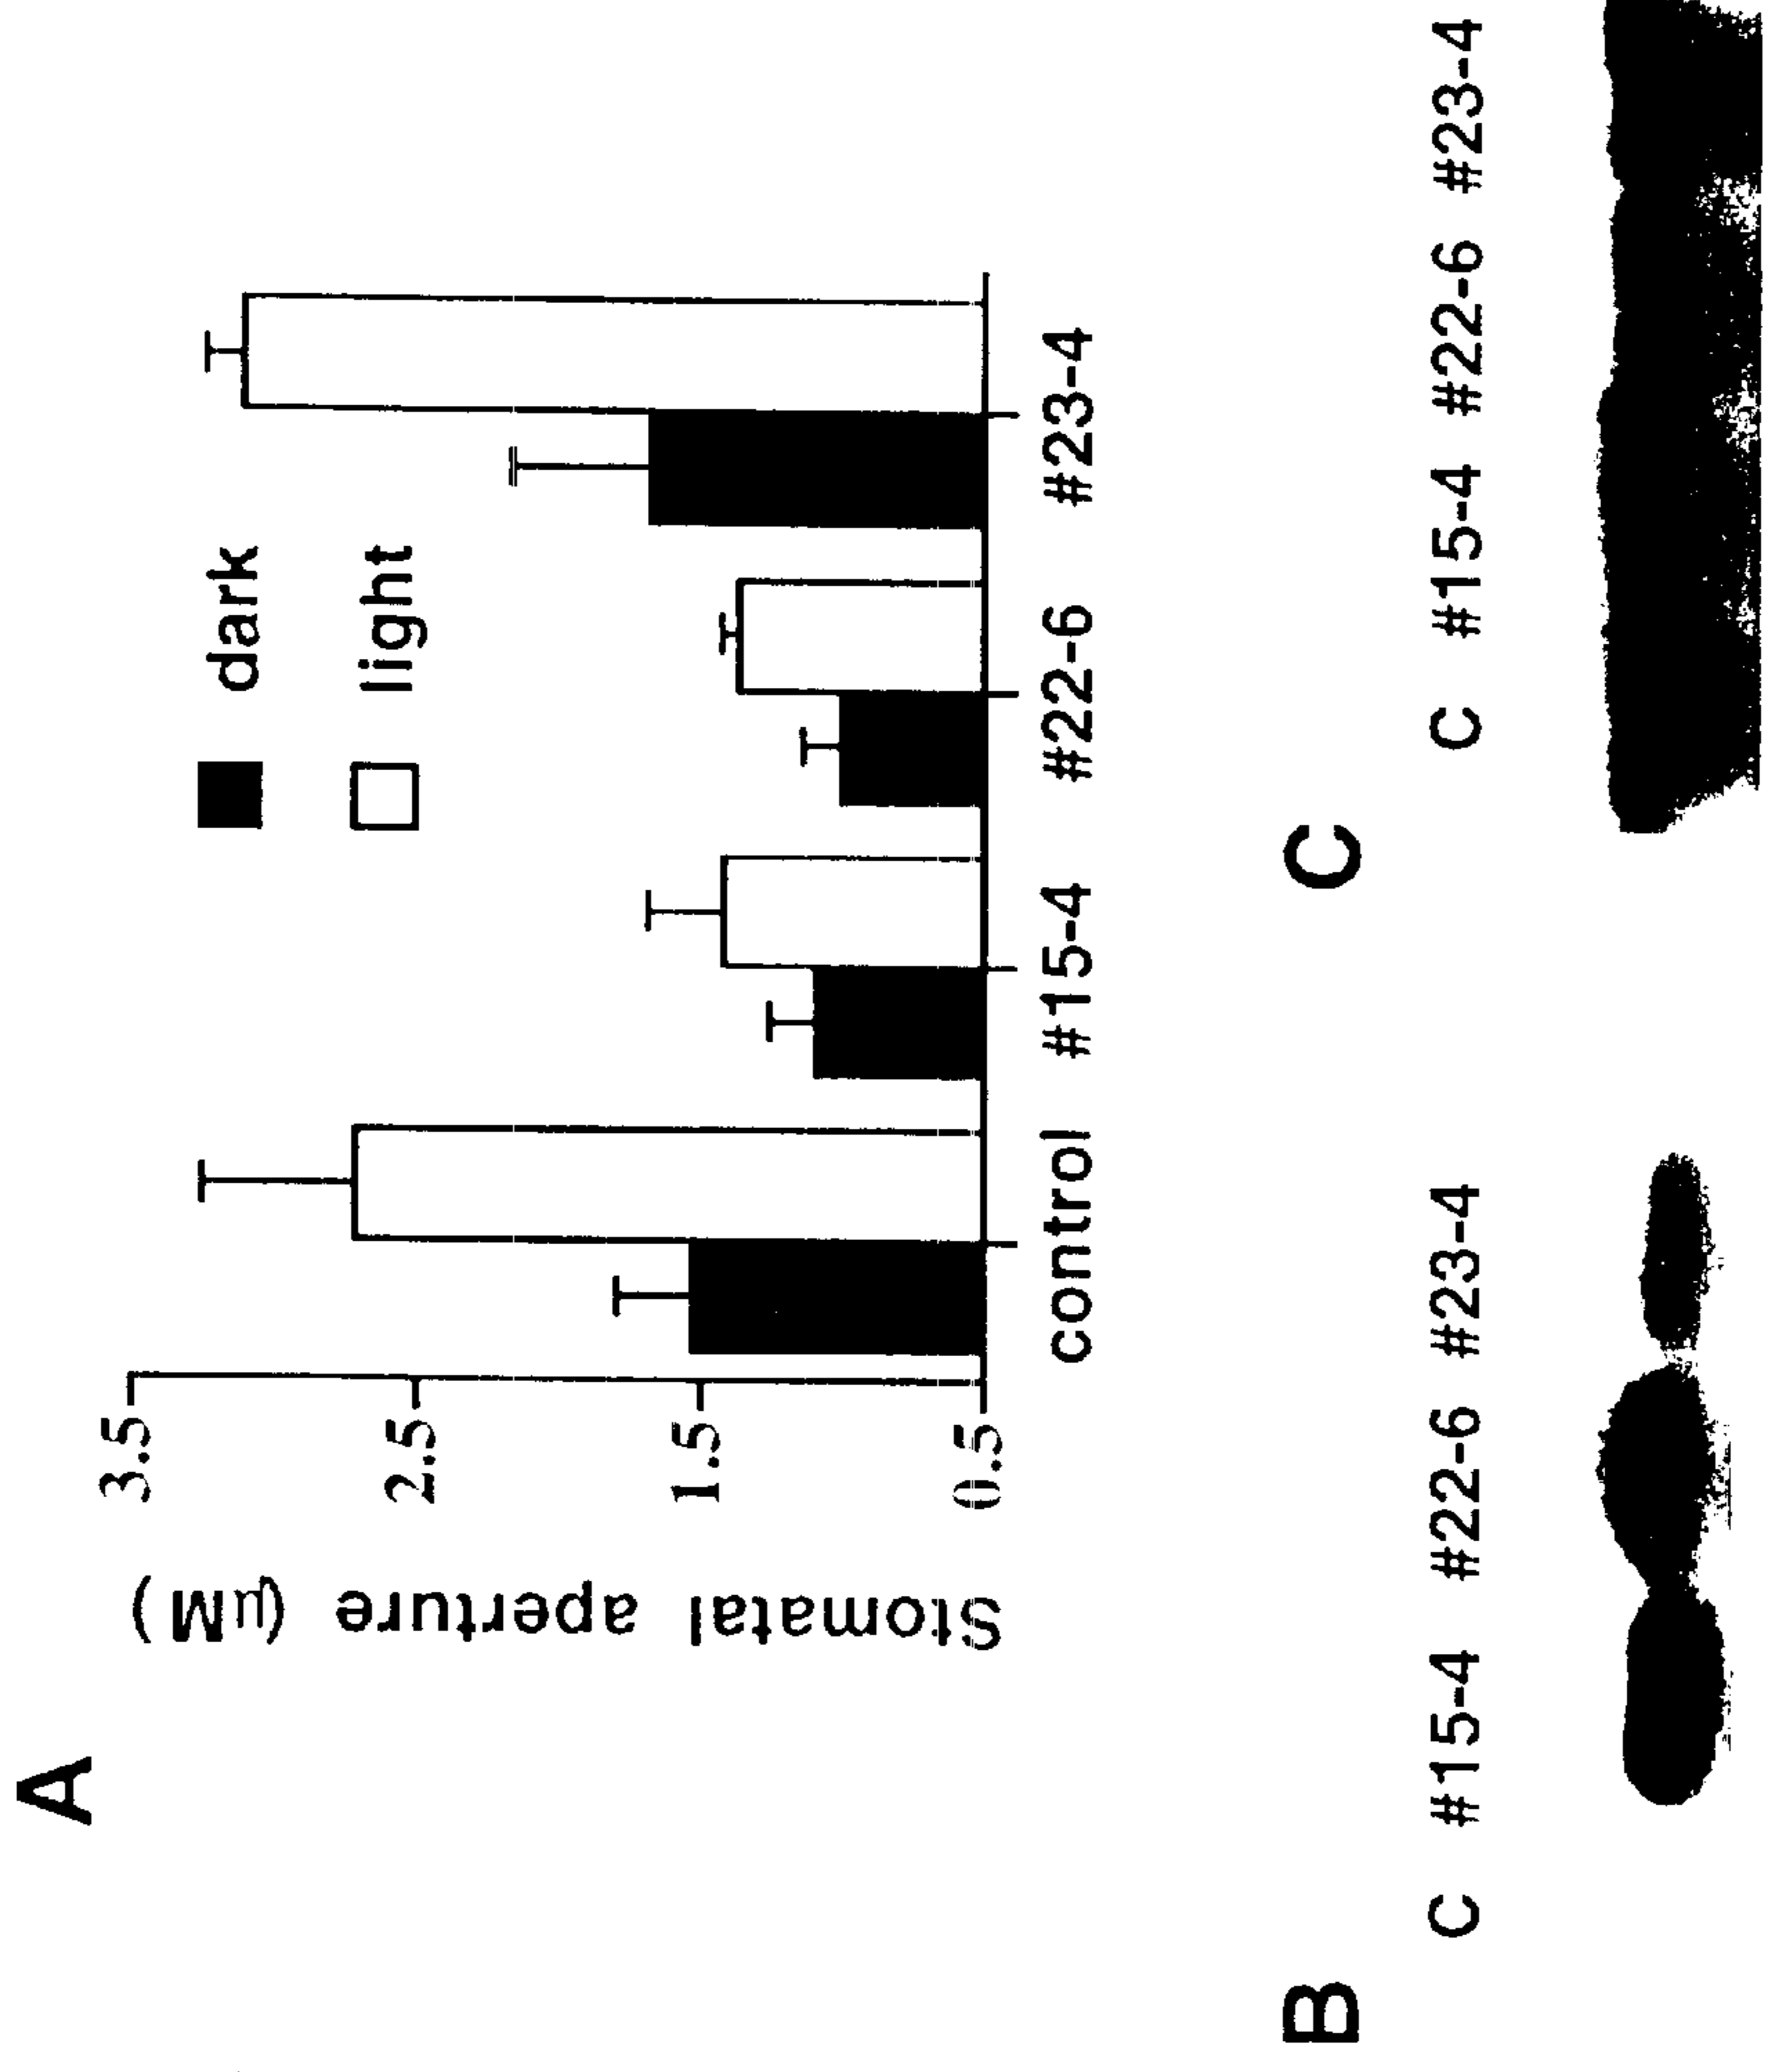 A
Stomatal aperture (µM)
3.5
2.5
1.5
0.5
dark
light
control #15-4 #22-6 #23-4
B
C #15-4 #22-6 #23-4
C
C #15-4 #22-6 #23-4